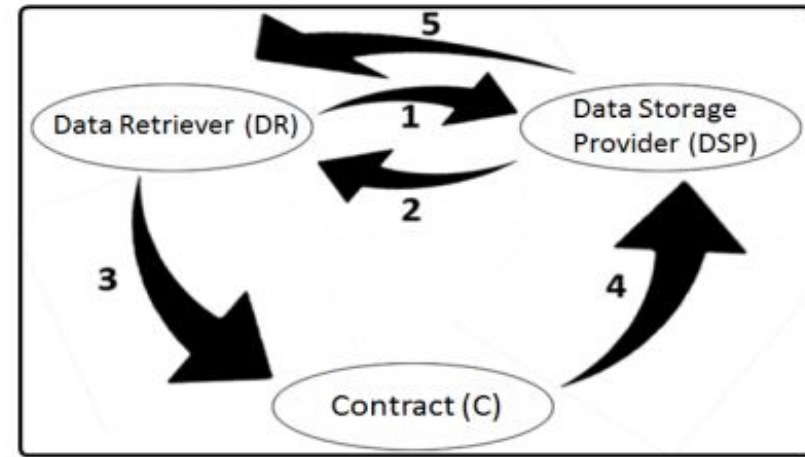 5
Data Retriever (DR)
1
Data Storage
Provider (DSP)
2
3
4
Contract (C)